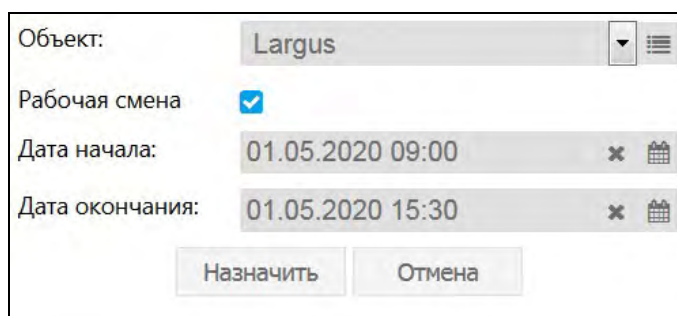 Объект: Largus
Рабочая смена
Дата начала: 01.05.2020 09:00
Дата окончания: 01.05.2020 15:30
Назначить Отмена